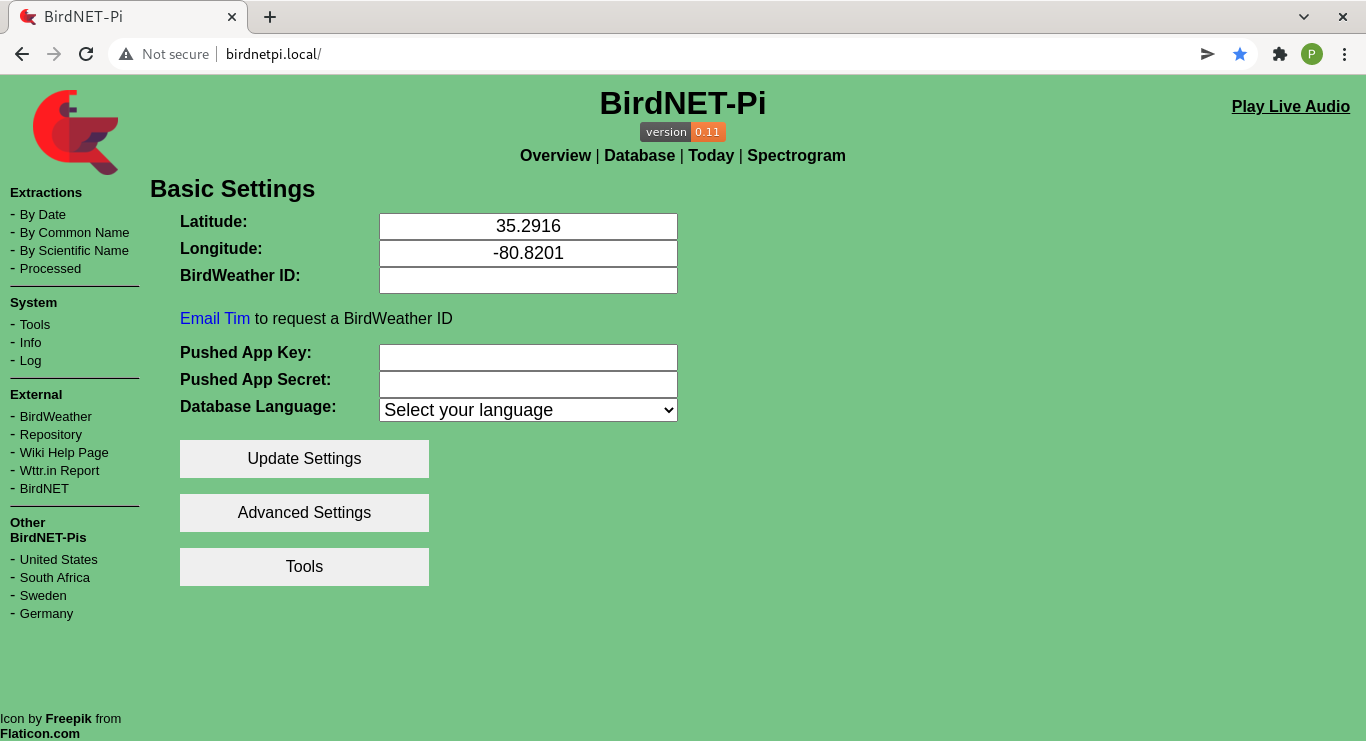 BirdNET-Pi
Not secure birdnetpi.local/
P
BirdNET-Pi
Play Live Audio
version 0.11
Overview | Database | Today | Spectrogram
Extractions
- By Date
- By Common Name
- By Scientific Name
- Processed
System
- Tools
- Info
- Log
External
- BirdWeather
- Repository
- Wiki Help Page
- Wttr.in Report
- BirdNET
Other
BirdNET-Pis
- United States
- South Africa
- Sweden
- Germany
Icon by Freepik from
Flaticon.com
Basic Settings
Latitude: 35.2916
Longitude: -80.8201
BirdWeather ID:
Email Tim to request a BirdWeather ID
Pushed App Key:
Pushed App Secret:
Database Language: Select your language
Update Settings
Advanced Settings
Tools